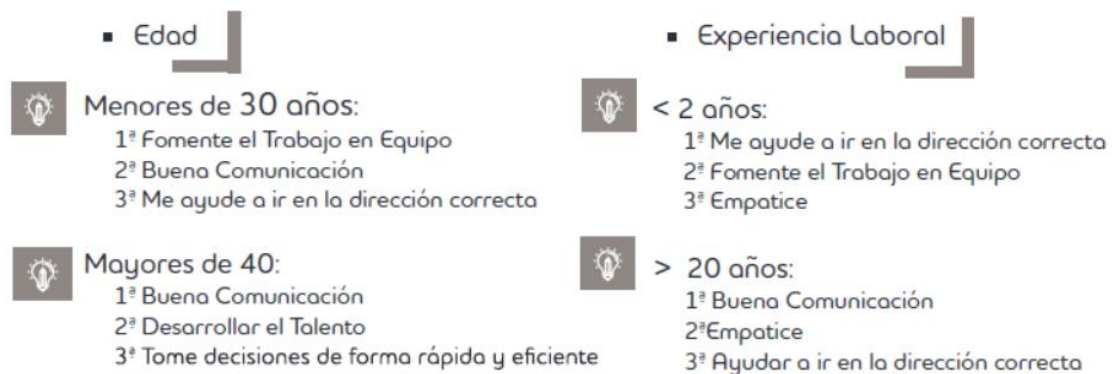 ▪ Edad
Menores de 30 años:
1ª Fomente el Trabajo en Equipo
2ª Buena Comunicación
3ª Me ayude a ir en la dirección correcta
Mayores de 40:
1ª Buena Comunicación
2ª Desarrollar el Talento
3ª Tome decisiones de forma rápida y eficiente
▪ Experiencia Laboral
< 2 años:
1ª Me ayude a ir en la dirección correcta
2ª Fomente el Trabajo en Equipo
3ª Empatice
> 20 años:
1ª Buena Comunicación
2ªEmpatice
3ª Ayudar a ir en la dirección correcta